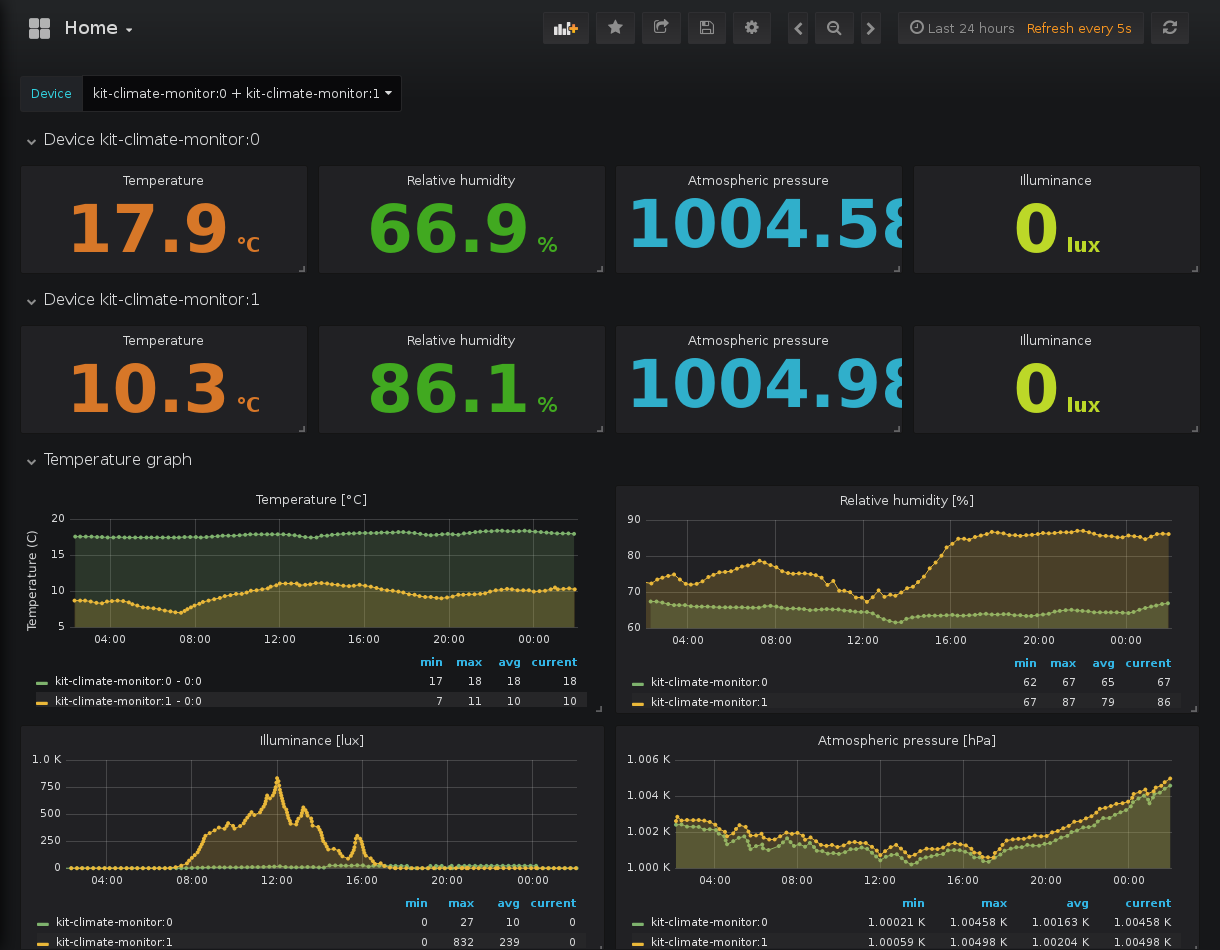 Home
Last 24 hours Refresh every 5s
Device kit-climate-monitor:0 + kit-climate-monitor:1
Device kit-climate-monitor:0
Temperature Relative humidity Atmospheric pressure Illuminance
17.9 °C 66.9 % 1004.58 0 lux
Device kit-climate-monitor:1
Temperature Relative humidity Atmospheric pressure Illuminance
10.3 °C 86.1 % 1004.98 0 lux
Temperature graph
Temperature [°C]
Temperature (C)
20
15
10
5
04:00 08:00 12:00 16:00 20:00 00:00
min max avg current
kit-climate-monitor:0 - 0:0 17 18 18 18
kit-climate-monitor:1 - 0:0 7 11 10 10
Relative humidity [%]
90
80
70
60
04:00 08:00 12:00 16:00 20:00 00:00
min max avg current
kit-climate-monitor:0 62 67 65 67
kit-climate-monitor:1 67 87 79 86
Illuminance [lux]
1.0 K
750
500
250
0
04:00 08:00 12:00 16:00 20:00 00:00
min max avg current
kit-climate-monitor:0 0 27 10 0
kit-climate-monitor:1 0 832 239 0
Atmospheric pressure [hPa]
1.006 K
1.004 K
1.002 K
1.000 K
04:00 08:00 12:00 16:00 20:00 00:00
min max avg current
kit-climate-monitor:0 1.00021 K 1.00458 K 1.00163 K 1.00458 K
kit-climate-monitor:1 1.00059 K 1.00498 K 1.00204 K 1.00498 K